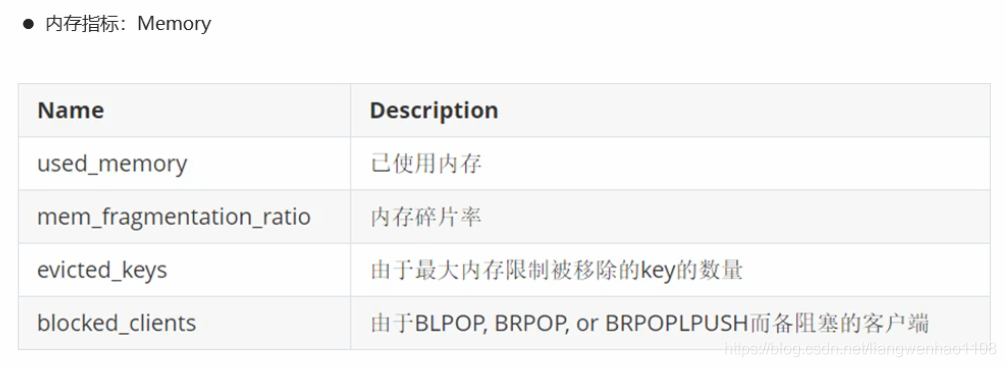 ● 内存指标：Memory
Name Description
used_memory 已使用内存
mem_fragmentation_ratio 内存碎片率
evicted_keys 由于最大内存限制被移除的key的数量
blocked_clients 由于BLPOP, BRPOP, or BRPOPLPUSH而备阻塞的客户端
https://blog.csdn.net/liangwenhao1108